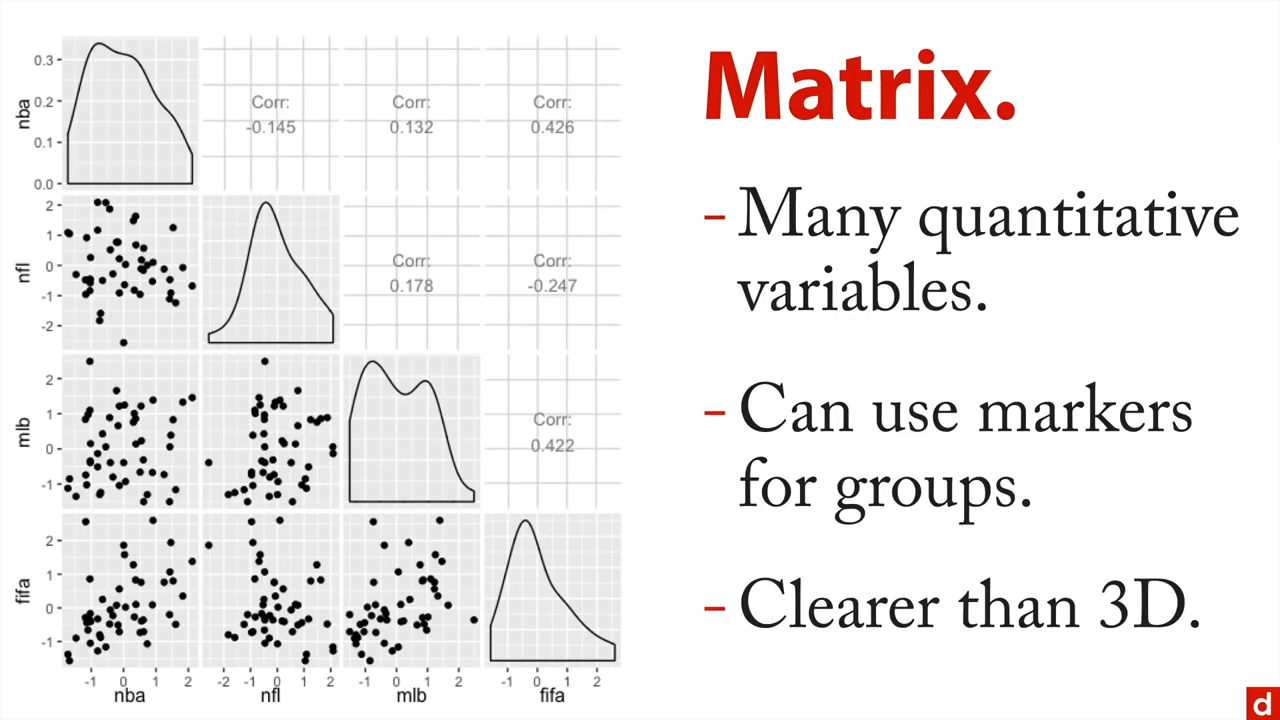 Matrix.
- Many quantitative
variables.
- Can use markers
for groups.
- Clearer than 3D.
nba
0.3
0.2
0.1
0.0
Corr:
-0.145
Corr:
0.132
Corr:
0.426
nfl
2
1
0
-1
-2
Corr:
0.178
Corr:
-0.247
mlb
2
1
0
-1
Corr:
0.422
fifa
2
1
0
-1
-1 0 1 2
nba
-2 -1 0 1 2
nfl
-1 0 1 2
mlb
-1 0 1 2
fifa
d